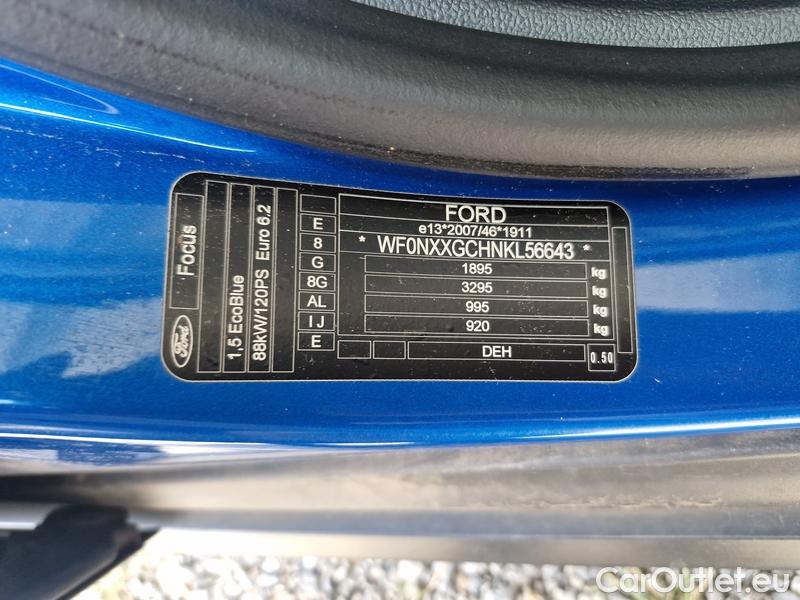 FORD
e13*2007/46*1911
* WF0NXXGCHNKL56643 *
1895 kg
3295 kg
995 kg
920 kg
DEH
0.50
E
8
G
8G
AL
IJ
E
Focus
Ford
1,5 EcoBlue
88kW/120PS Euro 6.2
CarOutlet.eu